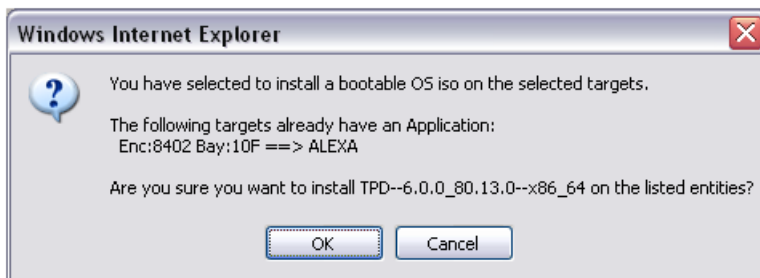 Windows Internet Explorer
You have selected to install a bootable OS iso on the selected targets.
The following targets already have an Application:
Enc:8402 Bay:10F ==> ALEXA
Are you sure you want to install TPD--6.0.0_80.13.0--x86_64 on the listed entities?
OK
Cancel